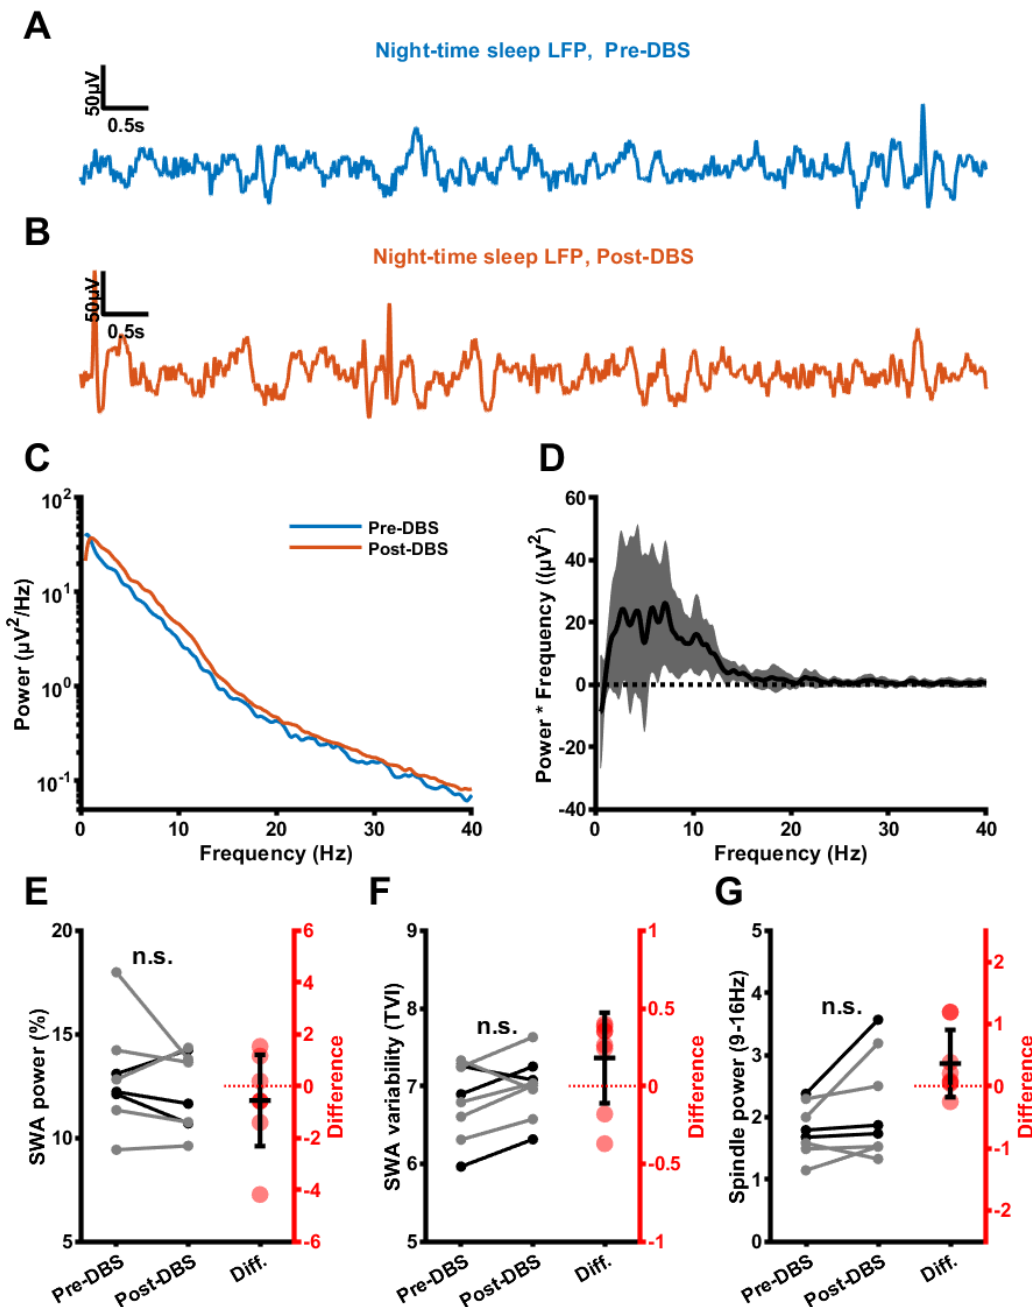 A
Night-time sleep LFP, Pre-DBS
50µV
0.5s
B
Night-time sleep LFP, Post-DBS
50µV
0.5s
C
10²
10¹
10⁰
10⁻¹
Power (µV²/Hz)
0 10 20 30 40
Frequency (Hz)
Pre-DBS
Post-DBS
D
60
40
20
0
-20
-40
Power * Frequency ((µV²)
0 10 20 30 40
Frequency (Hz)
E
20
15
10
5
SWA power (%)
n.s.
6
4
2
0
-2
-4
-6
Difference
Pre-DBS Post-DBS Diff.
F
9
8
7
6
5
SWA variability (TVI)
n.s.
1
0.5
0
-0.5
-1
Difference
Pre-DBS Post-DBS Diff.
G
5
4
3
2
1
0
Spindle power (9-16Hz)
n.s.
2
1
0
-1
-2
Difference
Pre-DBS Post-DBS Diff.